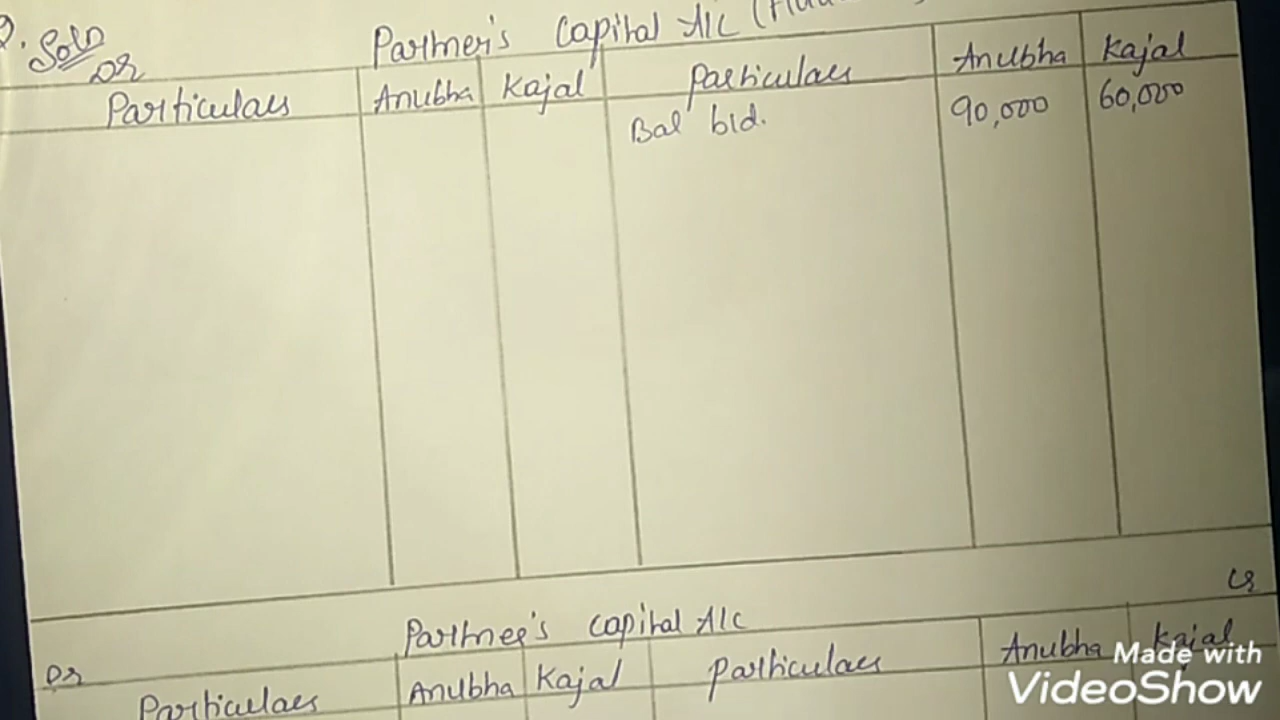 Soln
Partner's Capital A/C
Dr
Particulars Anubha Kajal Particulars Anubha Kajal
Bal b/d. 90,000 60,000
Cr
Partner's Capital A/C
Dr
Particulars Anubha Kajal Particulars Anubha Kajal
Made with
VideoShow